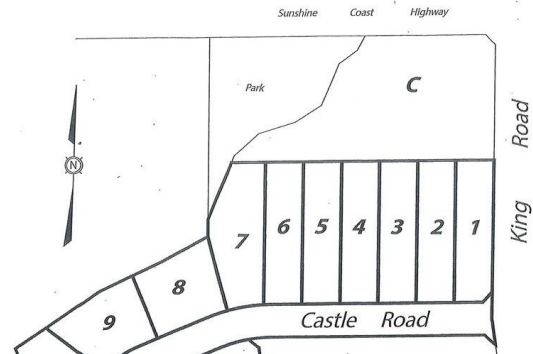 Sunshine Coast Highway
Park
C
Road
King
N
7 6 5 4 3 2 1
8
9
Castle Road